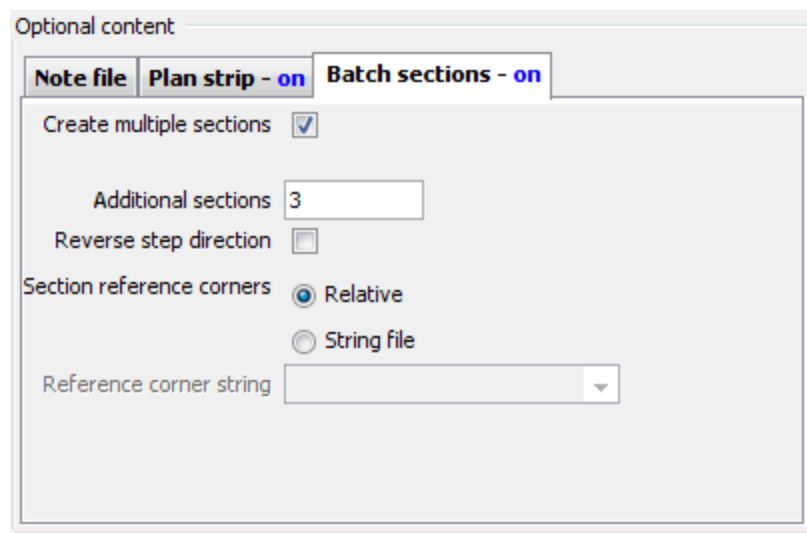 Optional content
Note file Plan strip - on Batch sections - on
Create multiple sections
Additional sections 3
Reverse step direction
Section reference corners Relative
String file
Reference corner string